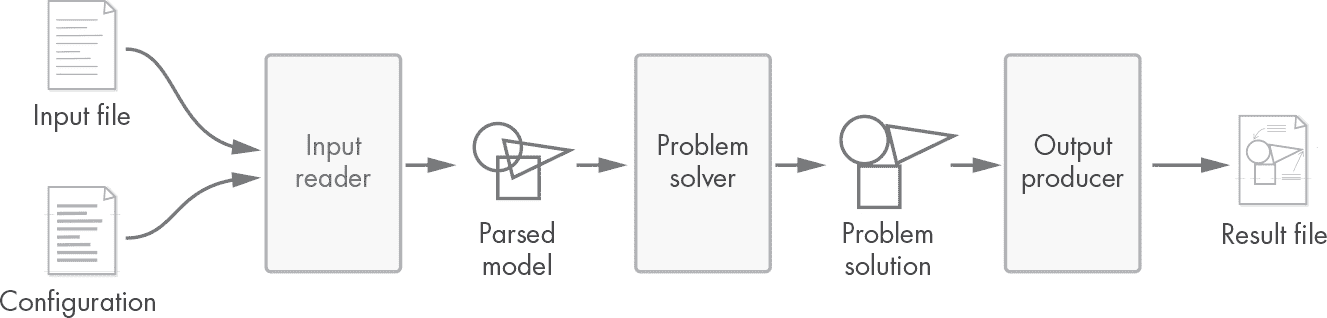 Input file
Configuration
Input
reader
Parsed
model
Problem
solver
Problem
solution
Output
producer
Result file